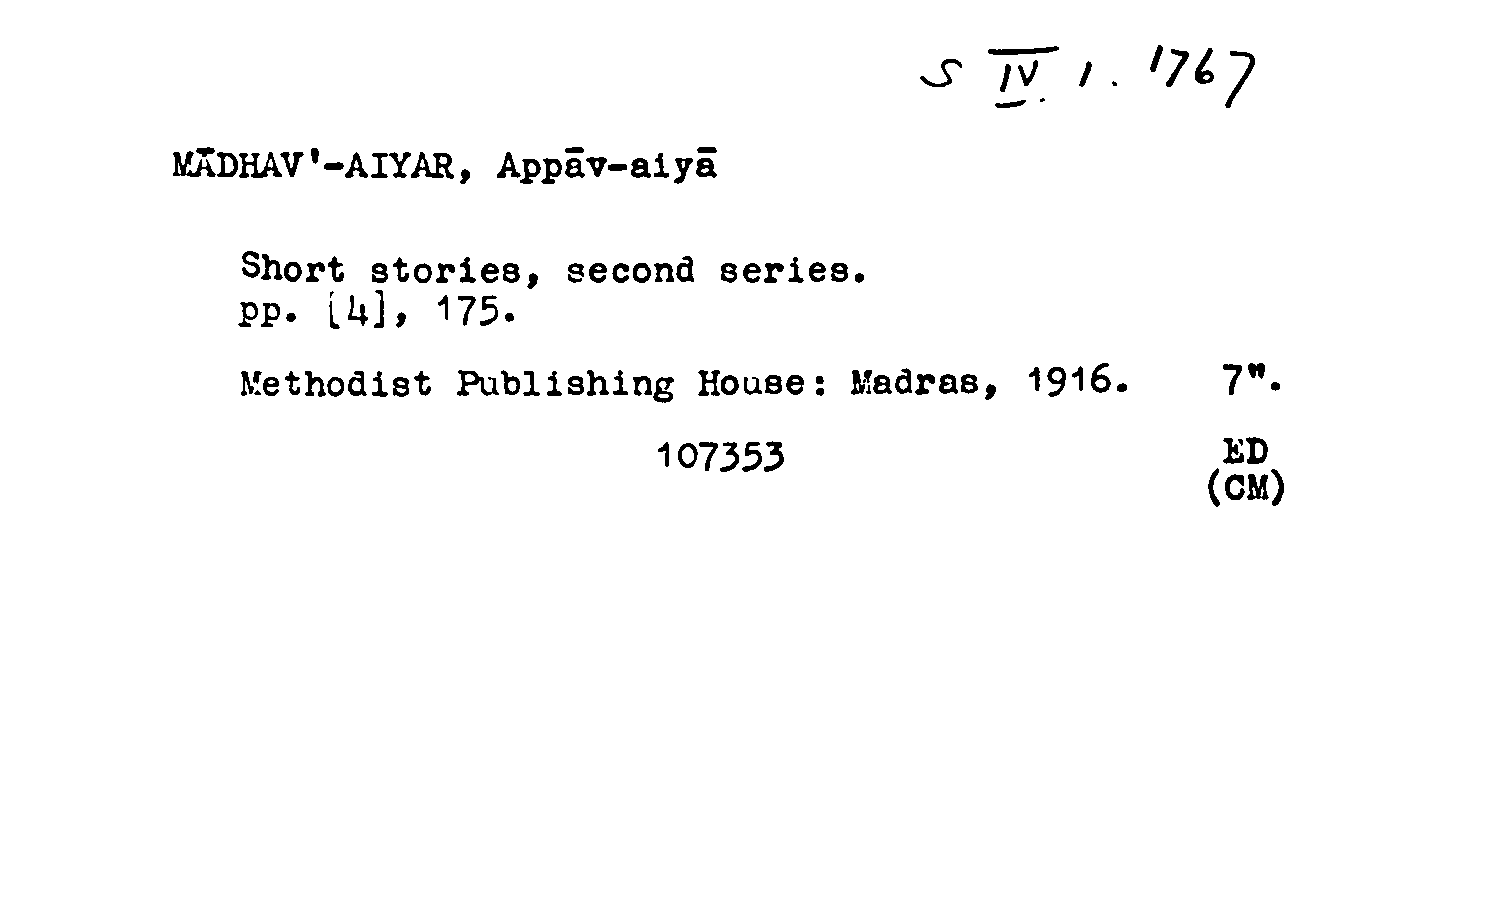 S IV 1. 1767
MĀDHAV'-AIYAR, Appāv-aiyā
Short stories, second series.
pp. [4], 175.
Methodist Publishing House: Madras, 1916. 7".
107353 ED
(CM)